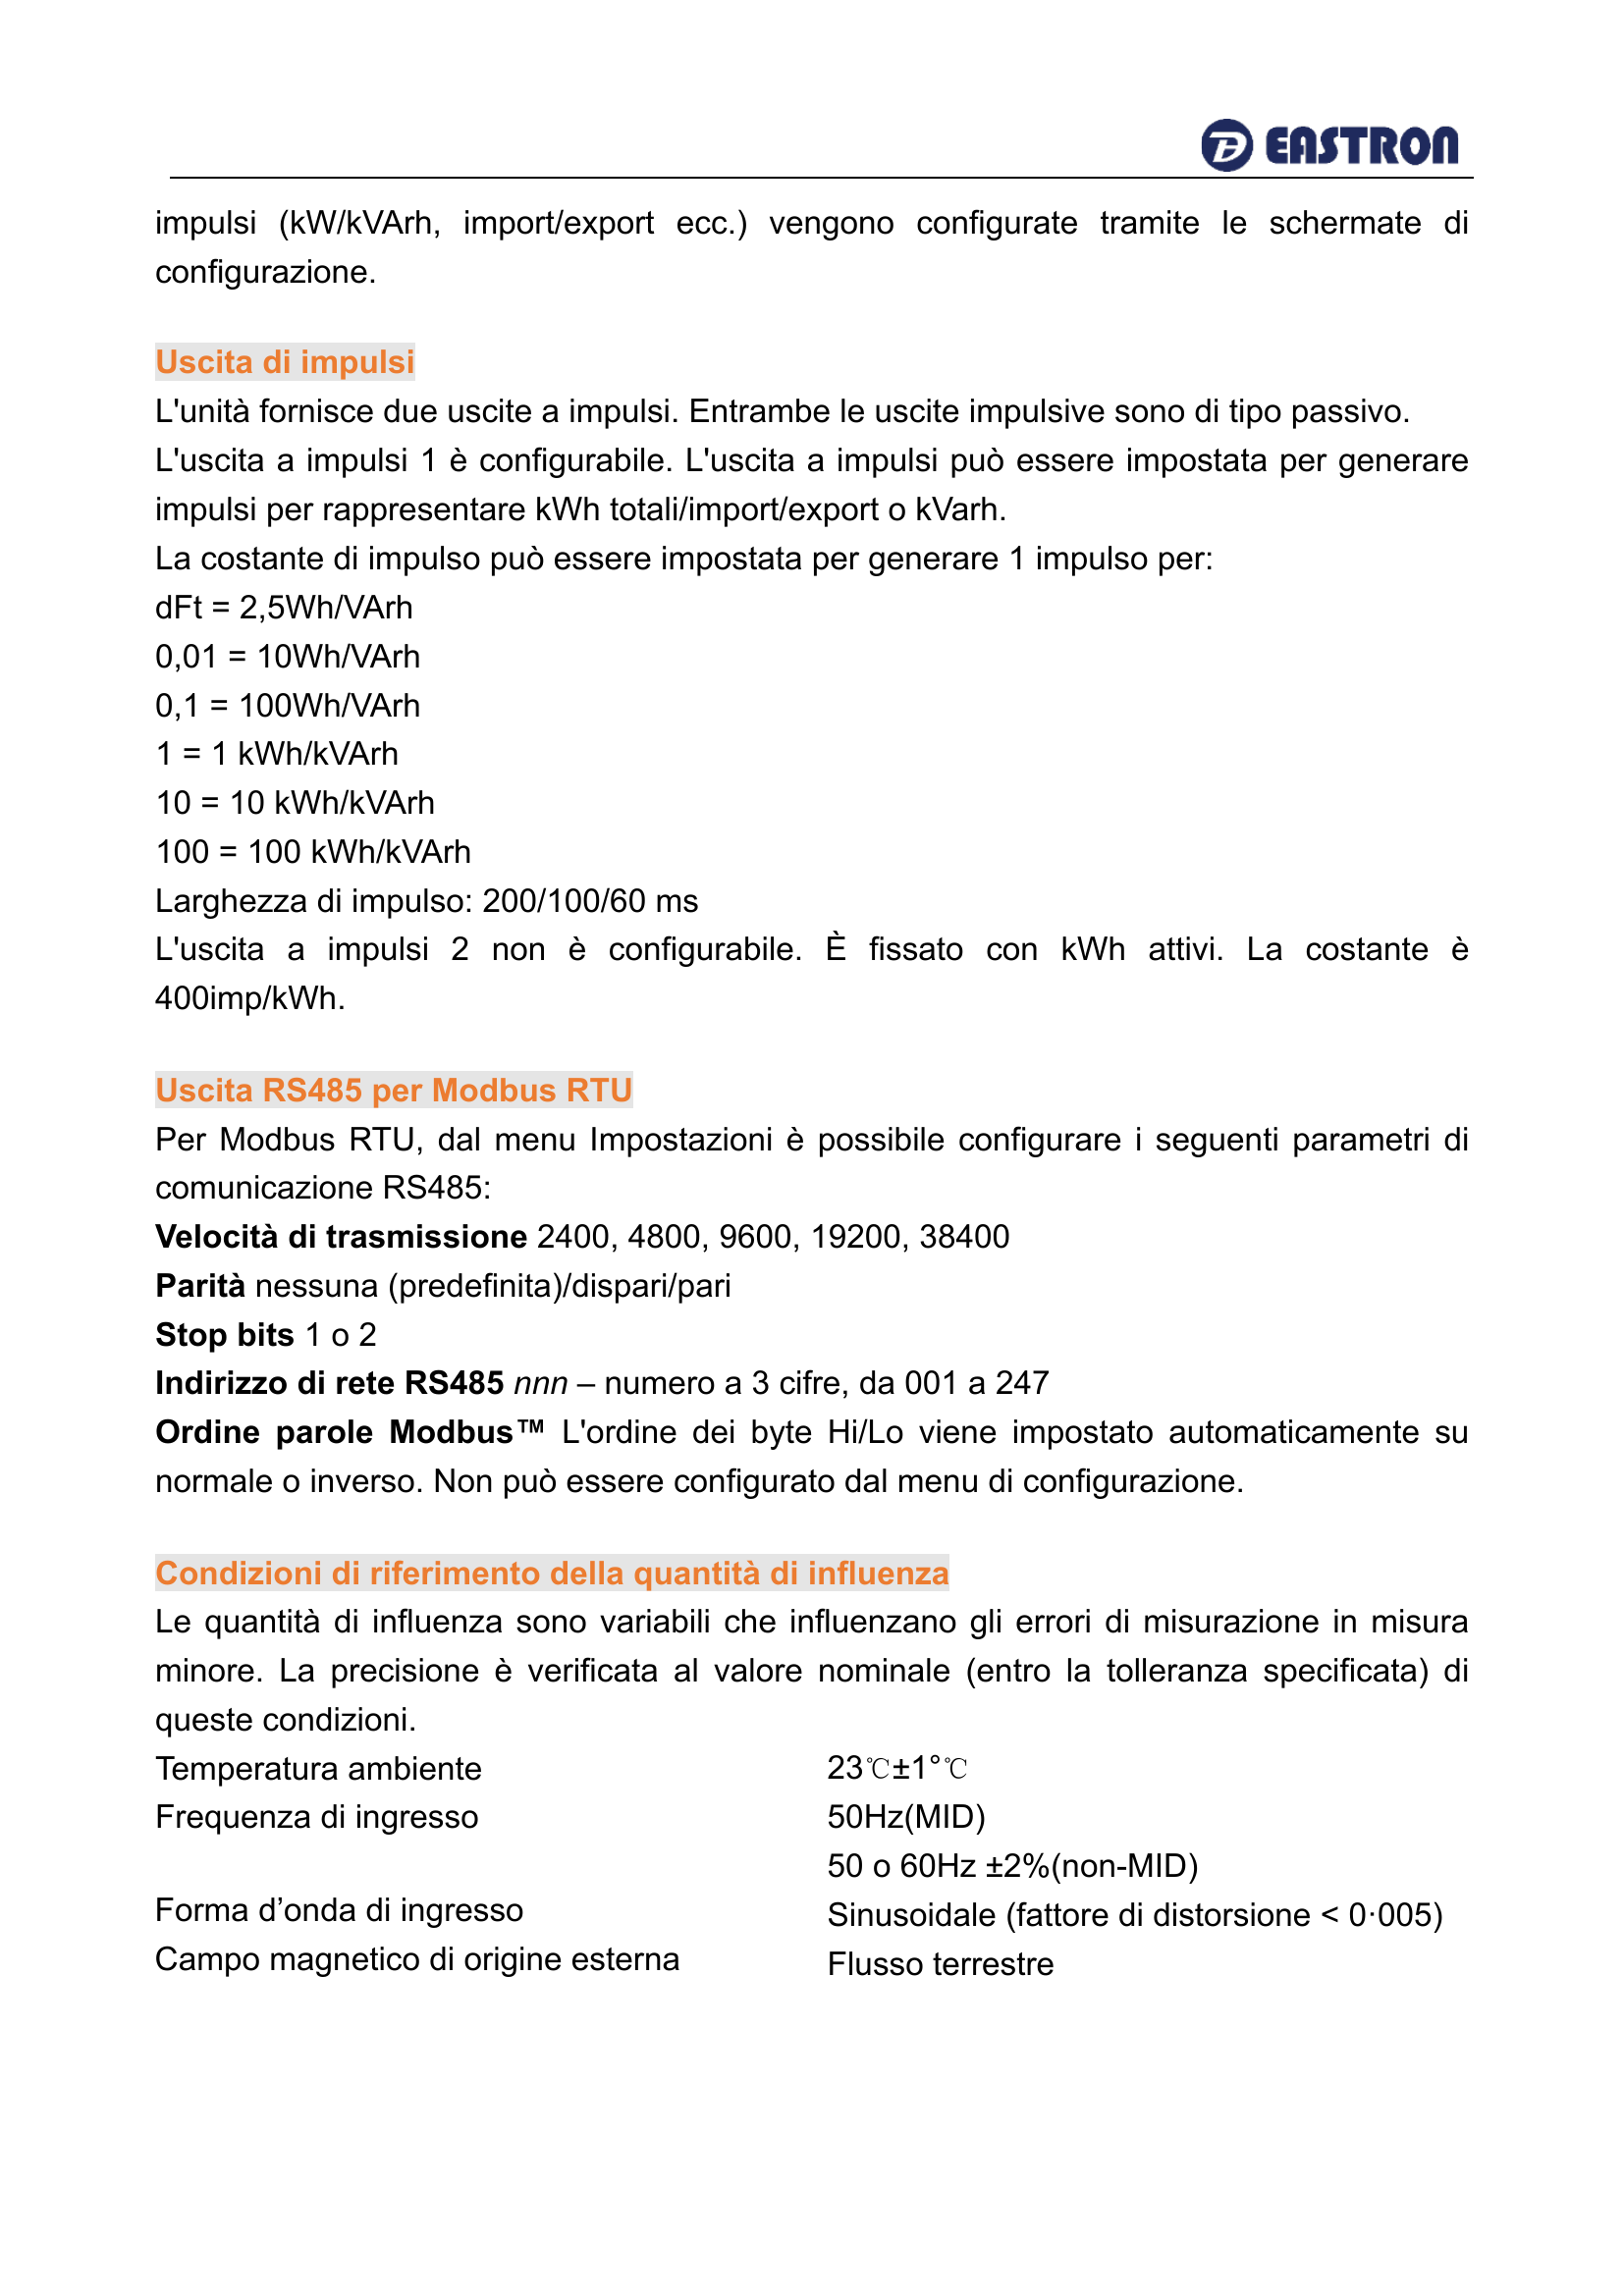 EASTRON
impulsi (kW/kVArh, import/export ecc.) vengono configurate tramite le schermate di
configurazione.
Uscita di impulsi
L'unità fornisce due uscite a impulsi. Entrambe le uscite impulsive sono di tipo passivo.
L'uscita a impulsi 1 è configurabile. L'uscita a impulsi può essere impostata per generare
impulsi per rappresentare kWh totali/import/export o kVarh.
La costante di impulso può essere impostata per generare 1 impulso per:
dFt = 2,5Wh/VArh
0,01 = 10Wh/VArh
0,1 = 100Wh/VArh
1 = 1 kWh/kVArh
10 = 10 kWh/kVArh
100 = 100 kWh/kVArh
Larghezza di impulso: 200/100/60 ms
L'uscita a impulsi 2 non è configurabile. È fissato con kWh attivi. La costante è
400imp/kWh.
Uscita RS485 per Modbus RTU
Per Modbus RTU, dal menu Impostazioni è possibile configurare i seguenti parametri di
comunicazione RS485:
Velocità di trasmissione 2400, 4800, 9600, 19200, 38400
Parità nessuna (predefinita)/dispari/pari
Stop bits 1 o 2
Indirizzo di rete RS485 nnn – numero a 3 cifre, da 001 a 247
Ordine parole Modbus™ L'ordine dei byte Hi/Lo viene impostato automaticamente su
normale o inverso. Non può essere configurato dal menu di configurazione.
Condizioni di riferimento della quantità di influenza
Le quantità di influenza sono variabili che influenzano gli errori di misurazione in misura
minore. La precisione è verificata al valore nominale (entro la tolleranza specificata) di
queste condizioni.
Temperatura ambiente 23℃±1°℃
Frequenza di ingresso 50Hz(MID)
50 o 60Hz ±2%(non-MID)
Forma d’onda di ingresso Sinusoidale (fattore di distorsione < 0·005)
Campo magnetico di origine esterna Flusso terrestre